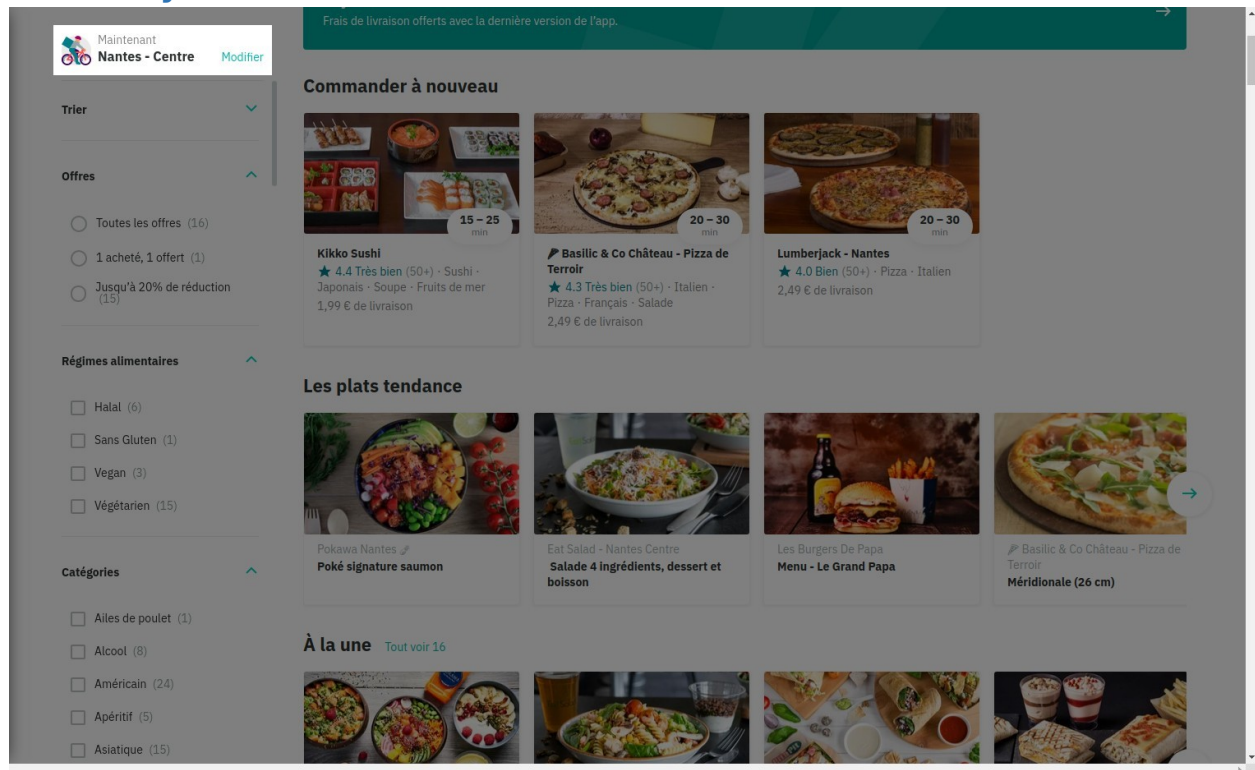 Frais de livraison offerts avec la dernière version de l'app.
Maintenant
Nantes - Centre Modifier
Trier
Offres
Toutes les offres (16)
1 acheté, 1 offert (1)
Jusqu'à 20% de réduction
(15)
Régimes alimentaires
Halal (6)
Sans Gluten (1)
Vegan (3)
Végétarien (15)
Catégories
Ailes de poulet (1)
Alcool (8)
Américain (24)
Apéritif (5)
Asiatique (15)
Commander à nouveau
15 – 25
min
Kikko Sushi
4.4 Très bien (50+) · Sushi ·
Japonais · Soupe · Fruits de mer
1,99 € de livraison
20 – 30
min
Basilic & Co Château - Pizza de
Terroir
4.3 Très bien (50+) · Italien ·
Pizza · Français · Salade
2,49 € de livraison
20 – 30
min
Lumberjack - Nantes
4.0 Bien (50+) · Pizza · Italien
2,49 € de livraison
Les plats tendance
Pokawa Nantes
Poké signature saumon
Eat Salad - Nantes Centre
Salade 4 ingrédients, dessert et
boisson
Les Burgers De Papa
Menu - Le Grand Papa
Basilic & Co Château - Pizza de
Terroir
Méridionale (26 cm)
À la une Tout voir 16